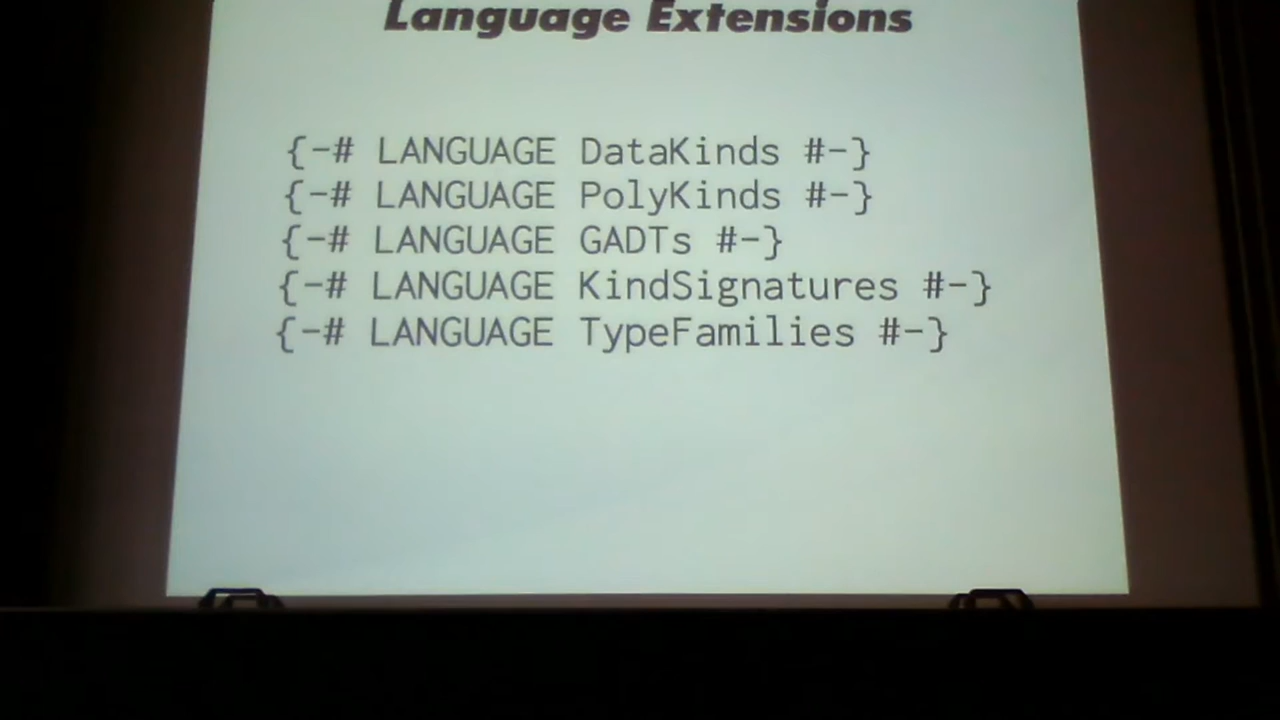 Language Extensions
{-# LANGUAGE DataKinds #-}
{-# LANGUAGE PolyKinds #-}
{-# LANGUAGE GADTs #-}
{-# LANGUAGE KindSignatures #-}
{-# LANGUAGE TypeFamilies #-}